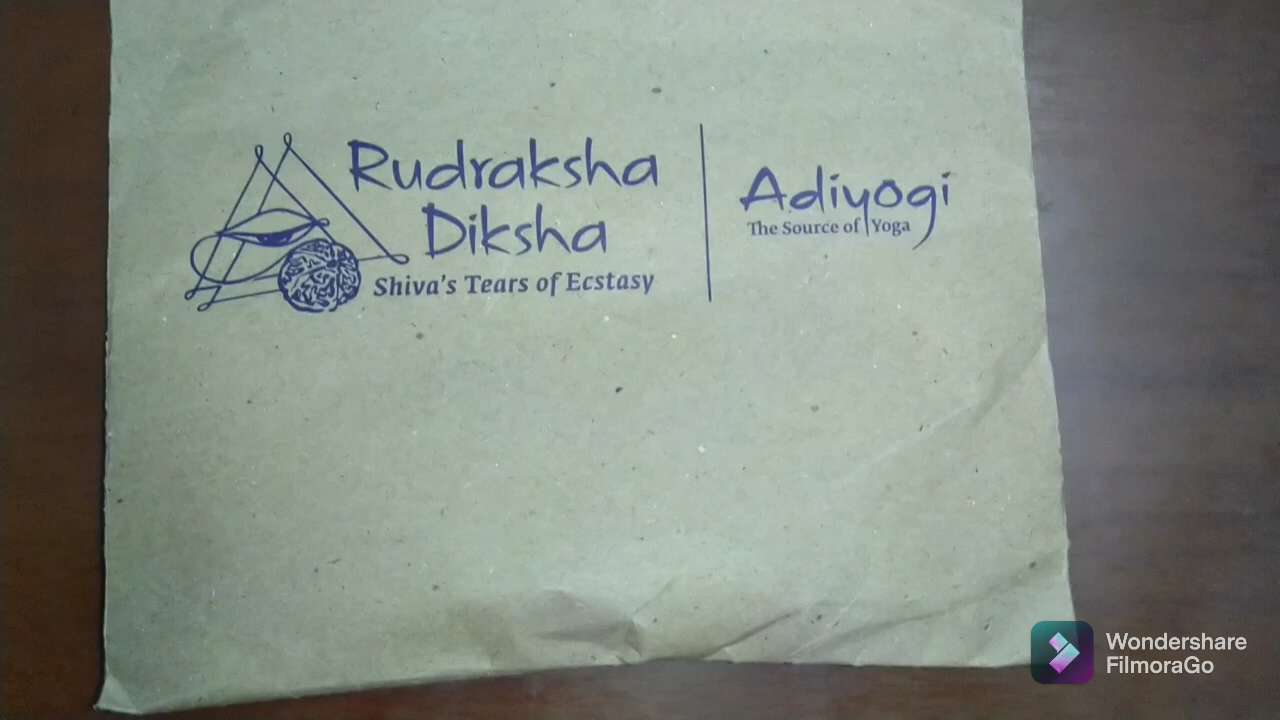 Rudraksha
Diksha
Shiva's Tears of Ecstasy
Adiyogi
The Source of Yoga
Wondershare
FilmoraGo